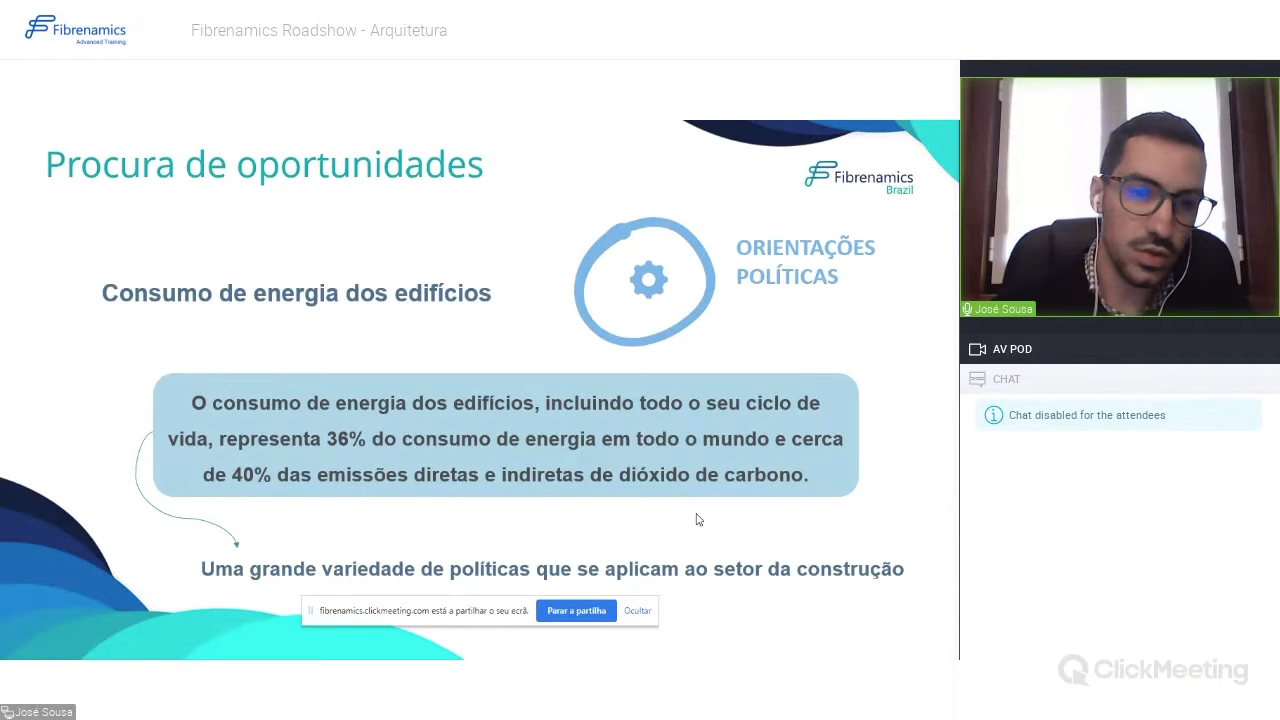 Fibrenamics
Advanced Training
Fibrenamics Roadshow - Arquitetura
Procura de oportunidades
Fibrenamics
Brazil
ORIENTAÇÕES
POLÍTICAS
Consumo de energia dos edifícios
O consumo de energia dos edifícios, incluindo todo o seu ciclo de
vida, representa 36% do consumo de energia em todo o mundo e cerca
de 40% das emissões diretas e indiretas de dióxido de carbono.
Uma grande variedade de políticas que se aplicam ao setor da construção
fibrenamics.clickmeeting.com está a partilhar o seu ecrã. Parar a partilha Ocultar
José Sousa
AV POD
CHAT
Chat disabled for the attendees
ClickMeeting
José Sousa